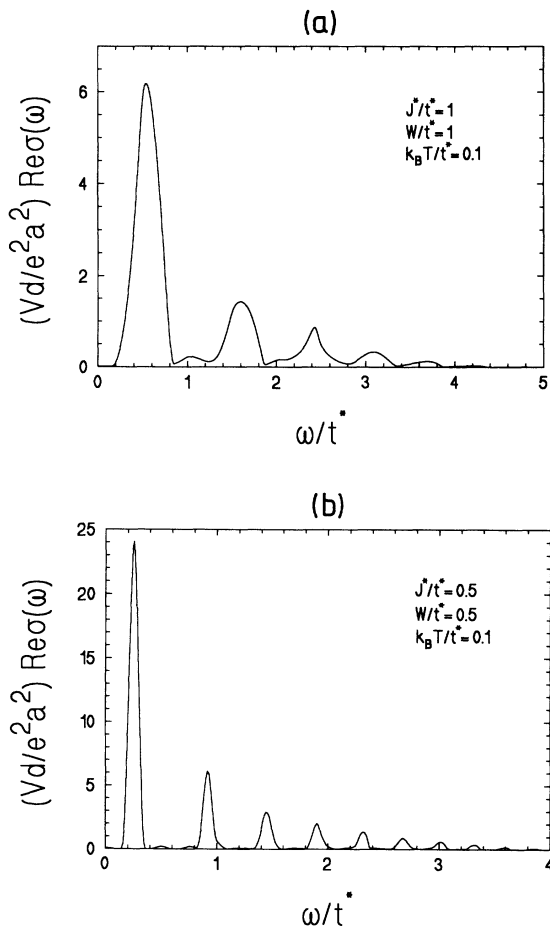 (a)
6
4
2
0
(Vd/e²a²) Reσ(ω)
J*/t*=1
W/t*=1
k_BT/t*=0.1
0 1 2 3 4 5
ω/t*
(b)
25
20
15
10
5
0
(Vd/e²a²) Reσ(ω)
J*/t*=0.5
W/t*=0.5
k_BT/t*=0.1
0 1 2 3 4
ω/t*